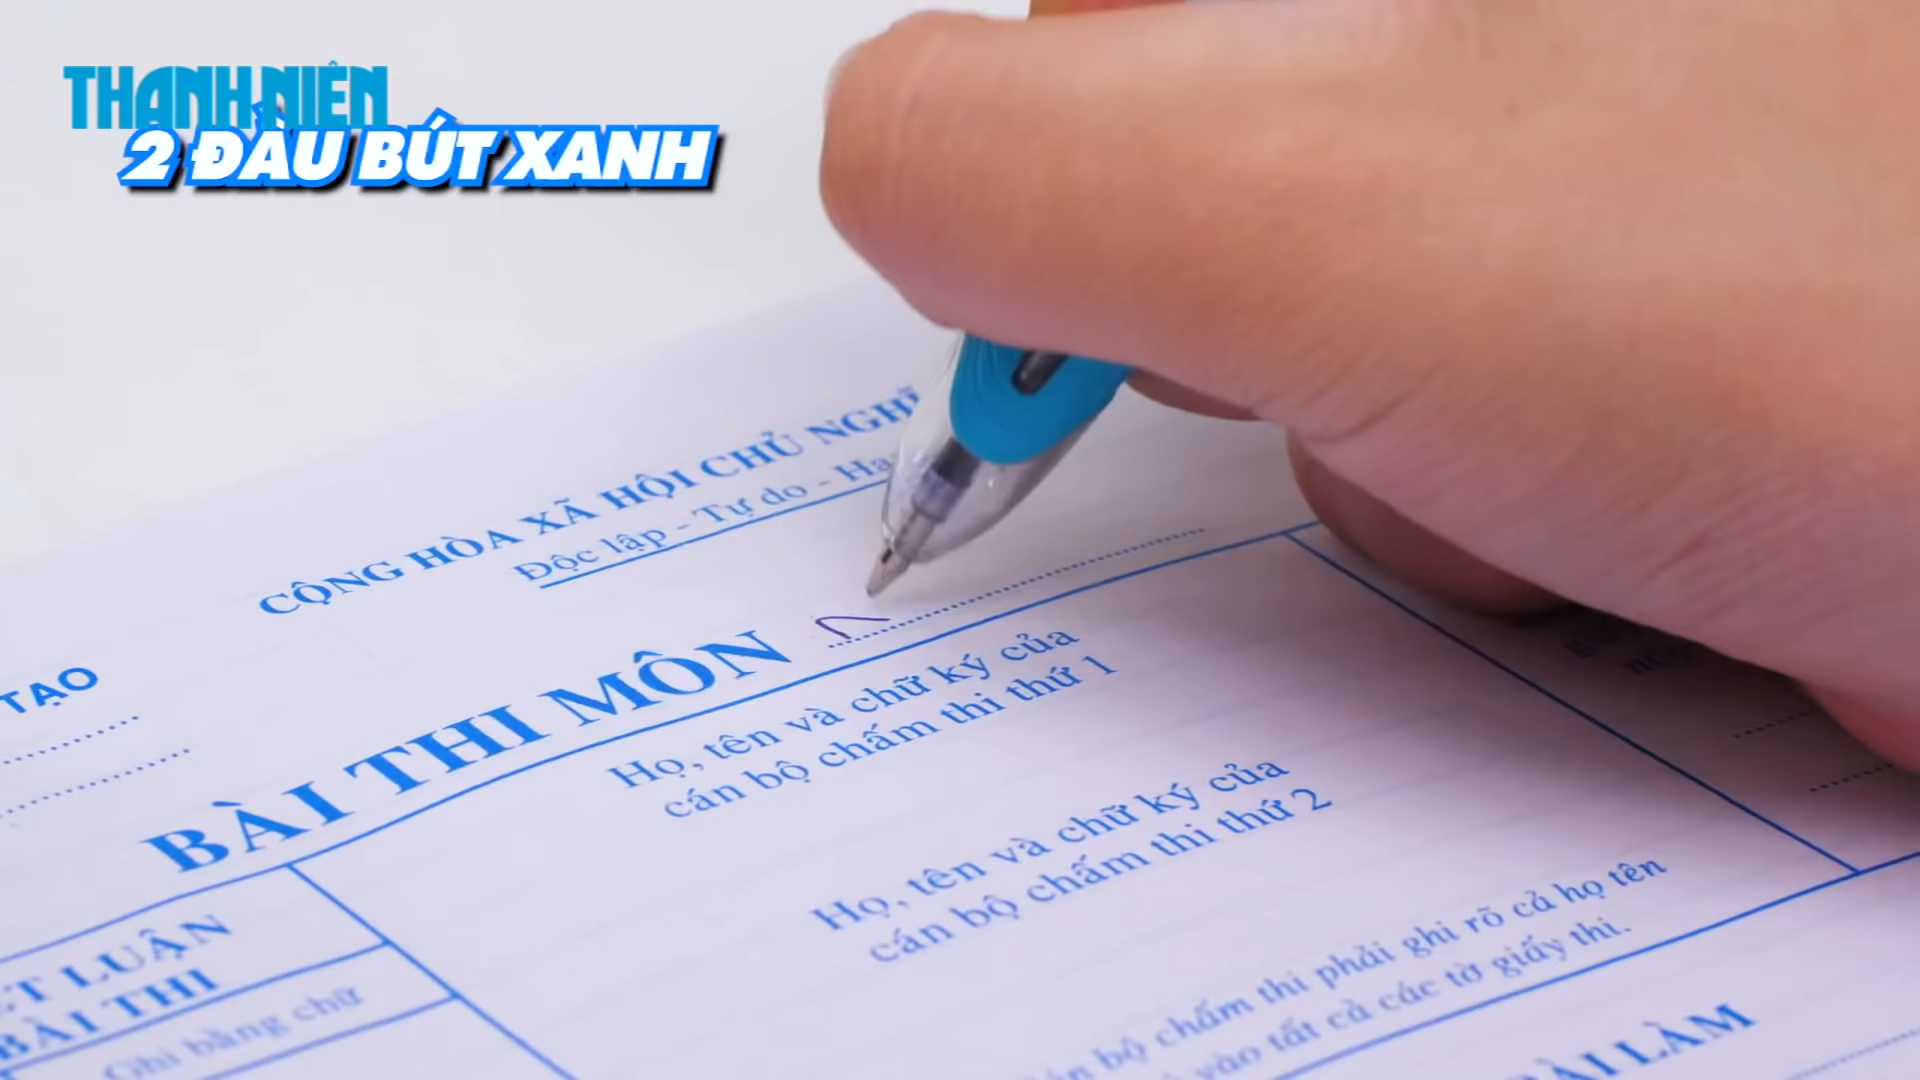 THANH NIÊN
2 ĐẦU BÚT XANH
CỘNG HÒA XÃ HỘI CHỦ
Độc lập - Tự do -
TẠO
BÀI THI MÔN
Họ, tên và chữ ký của
cán bộ chấm thi thứ 1
Họ, tên và chữ ký của
cán bộ chấm thi thứ 2
LUẬN
BÀI THI
Ghi bằng chữ
bộ chấm thi phải ghi rõ cả họ tên
vào tất cả các tờ giấy thi.
BÀI LÀM